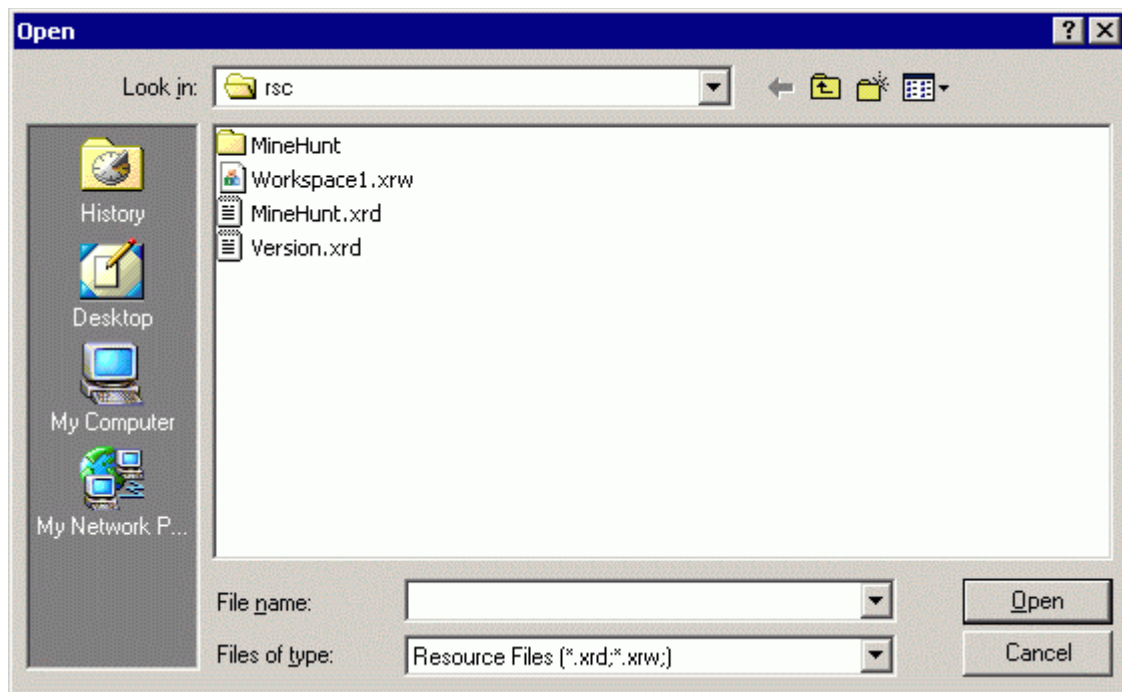 Open
Look in: rsc
MineHunt
Workspace1.xrw
MineHunt.xrd
Version.xrd
History
Desktop
My Computer
My Network P...
File name:
Open
Files of type: Resource Files (*.xrd;*.xrw;)
Cancel